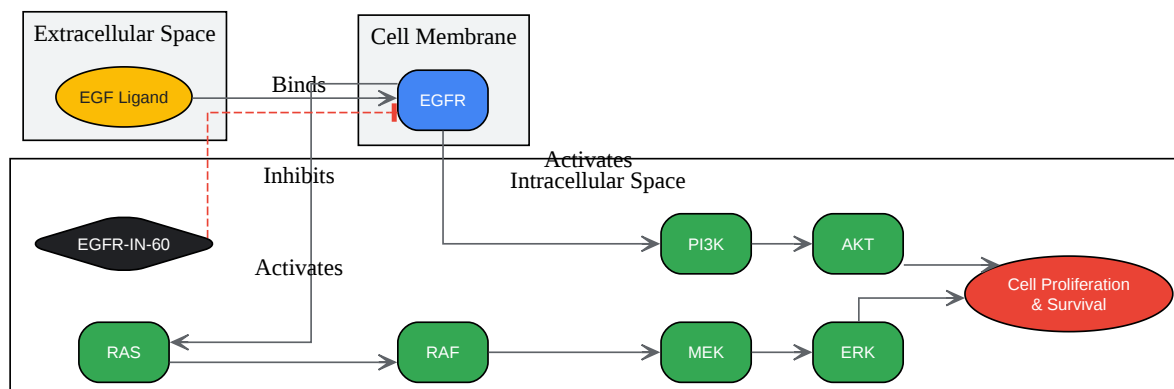 Extracellular Space
Cell Membrane
Binds
EGF Ligand
EGFR
Activates
Inhibits
Intracellular Space
EGFR-IN-60
PI3K
AKT
Activates
Cell Proliferation
& Survival
RAS
RAF
MEK
ERK